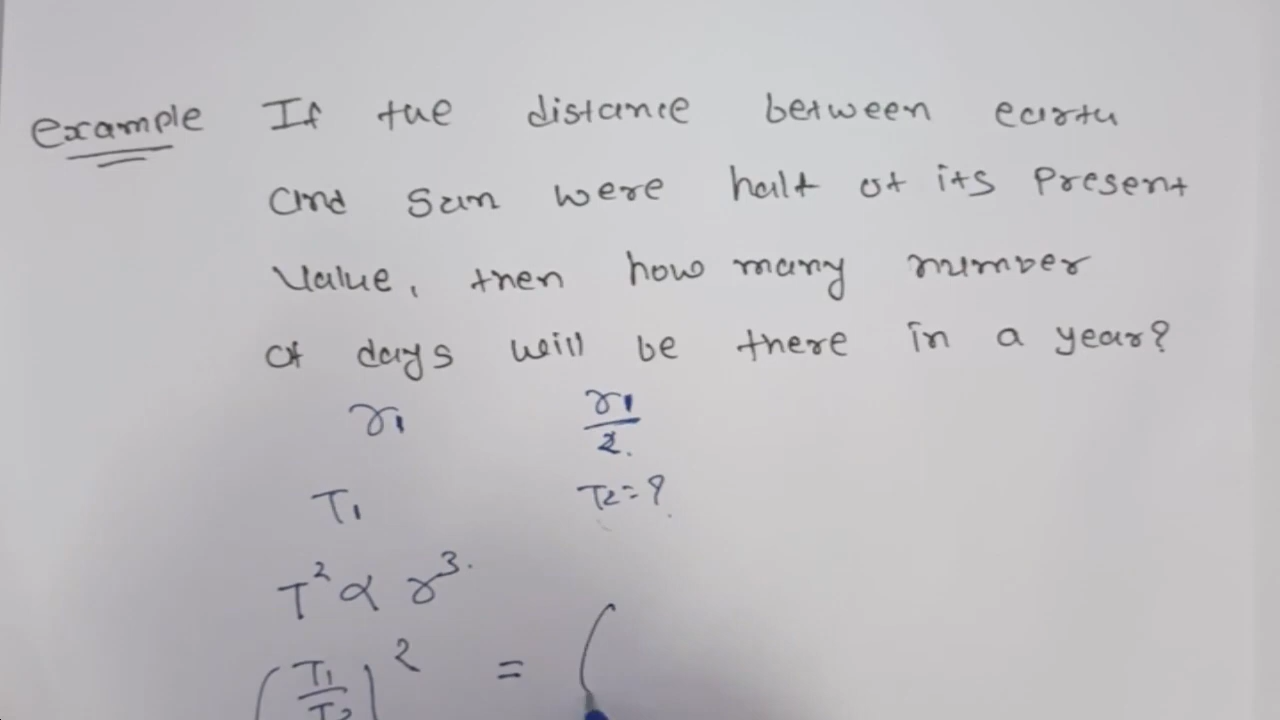 example If the distance between earth
and sun were half of its present
value, then how many number
of days will be there in a year?
r1 r1/2.
T1 T2=?
T² ∝ r³.
(T1/T2)² = (